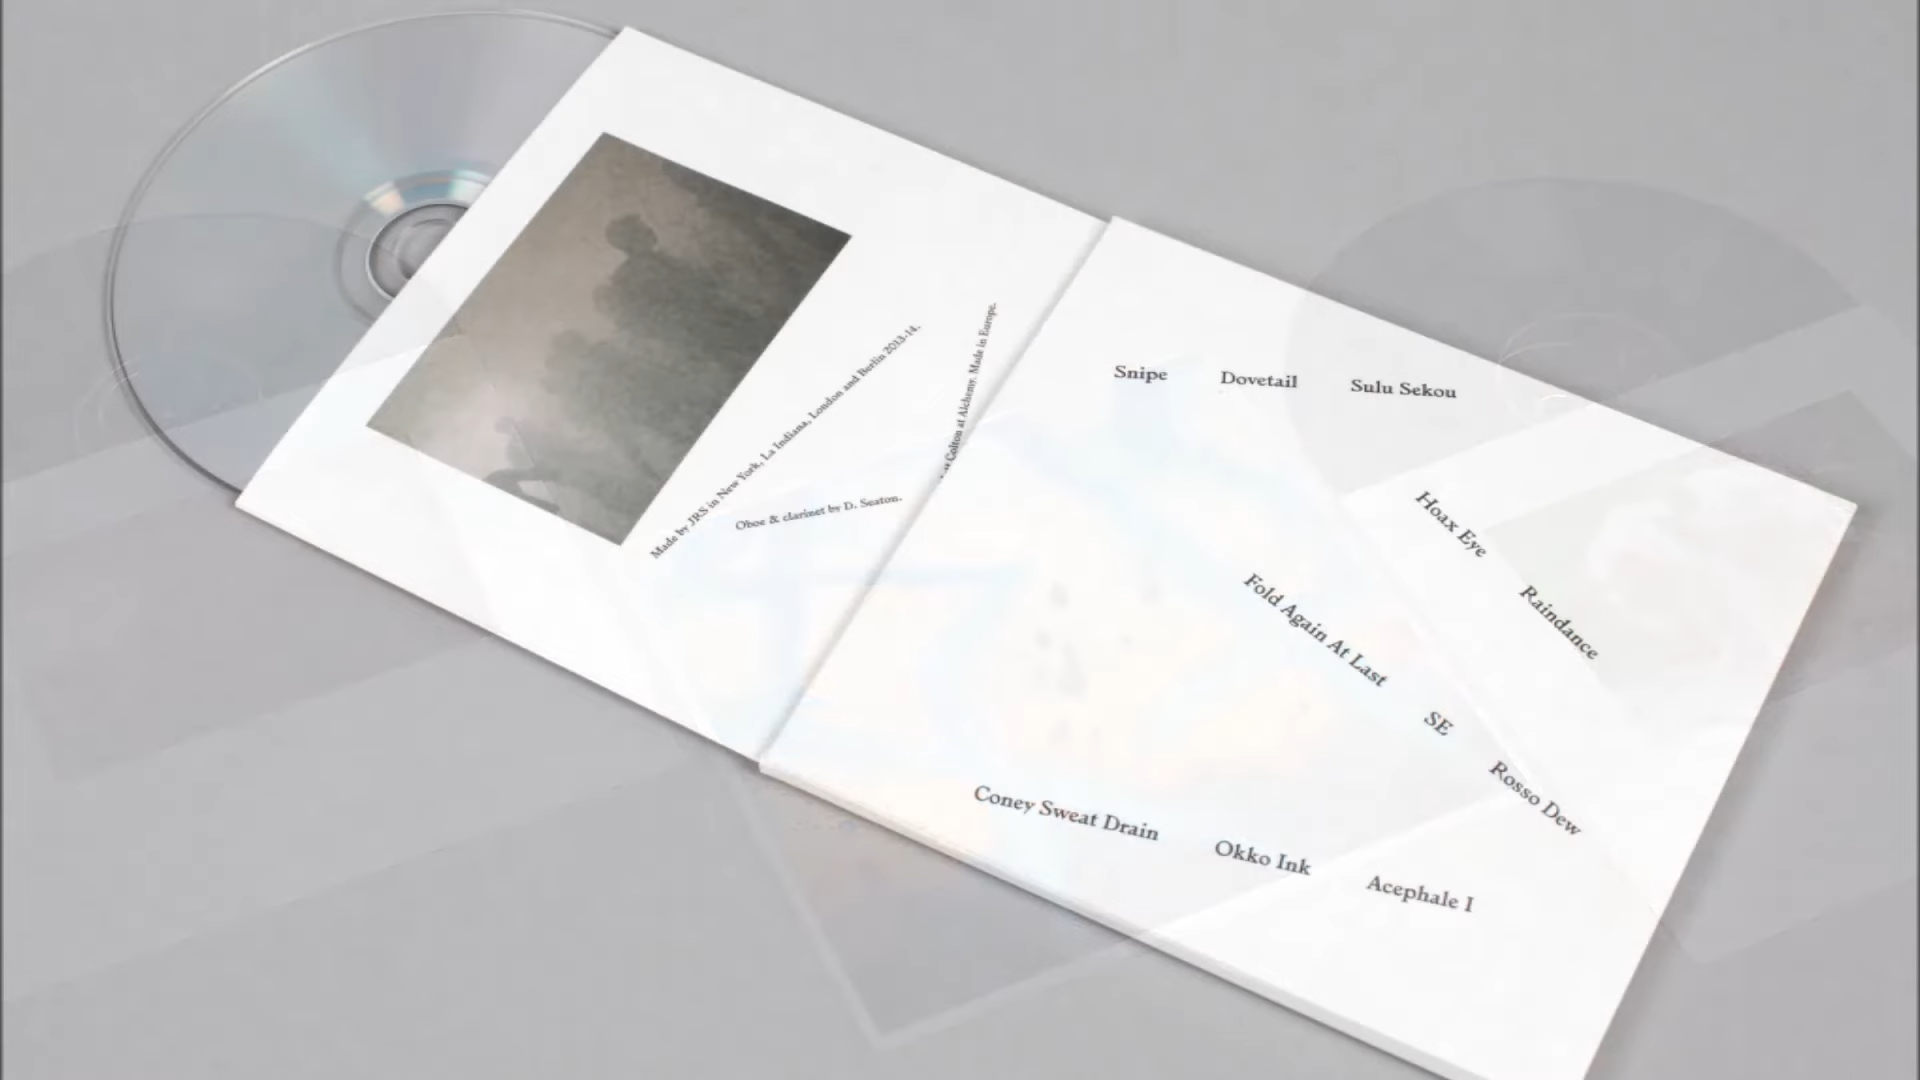 Made by JRS in New York, La Indiana, London and Berlin 2013-14.
Oboe & clarinet by D. Seaton.
Colton at Alchemy. Made in Europe.
Snipe Dovetail Sulu Sekou
Hoax Eye Raindance
Fold Again At Last SE Rosso Dew
Coney Sweat Drain Okko Ink Acephale I